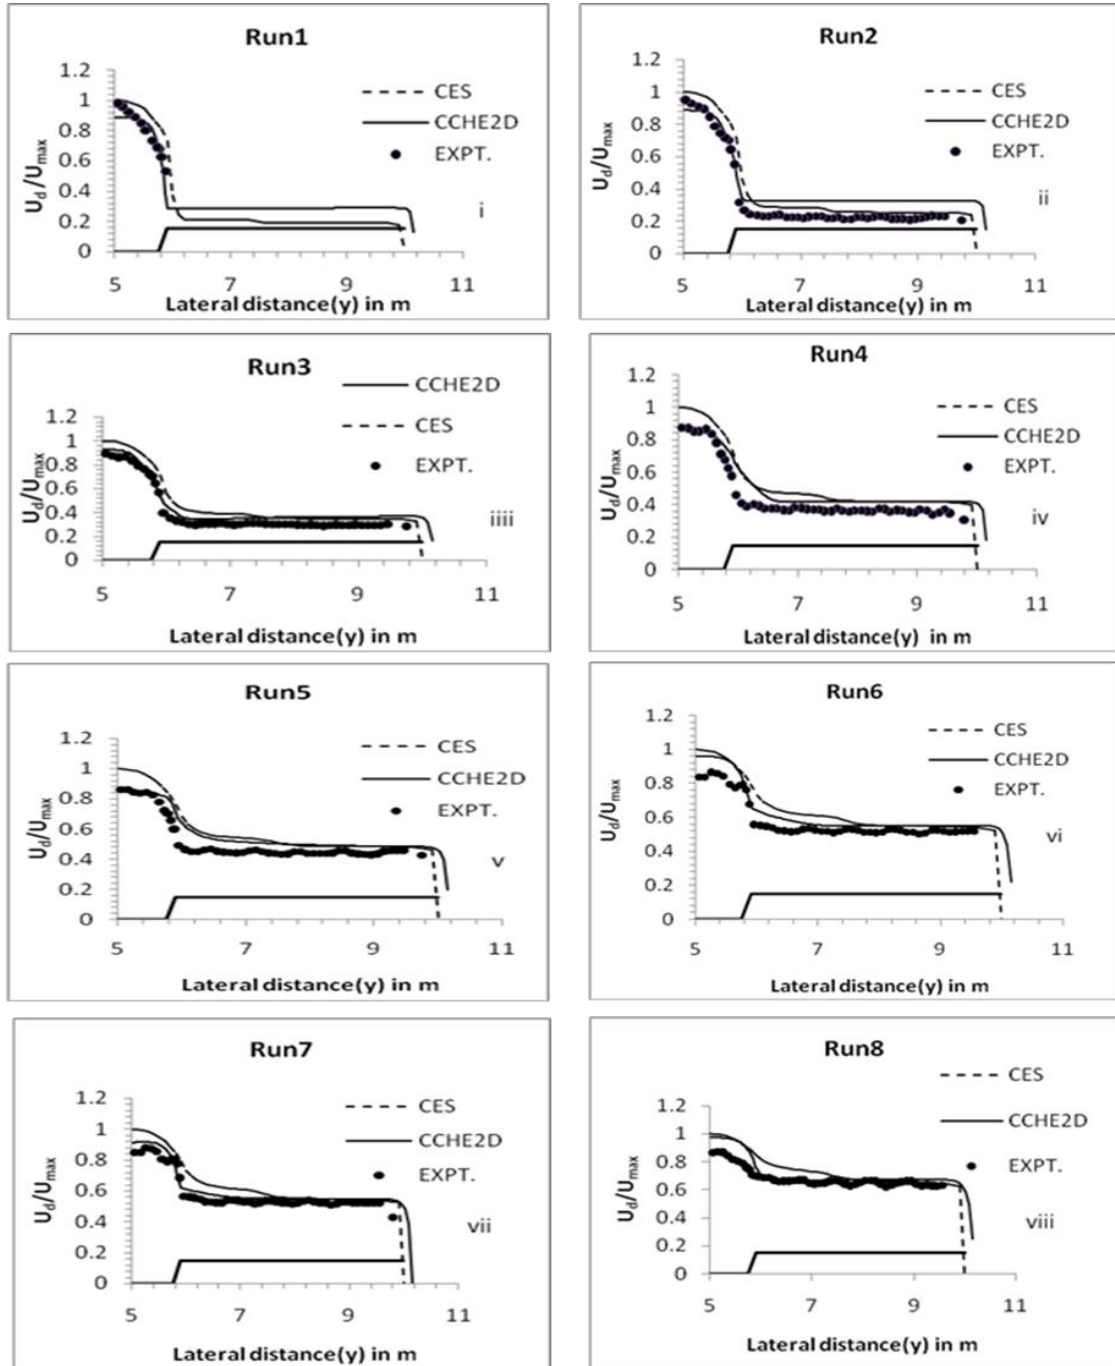 Run1
1.2
1
0.8
0.6
0.4
0.2
0
Ud/Umax
CES
CCHE2D
EXPT.
i
5 7 9 11
Lateral distance(y) in m
Run2
1.2
1
0.8
0.6
0.4
0.2
0
Ud/Umax
CES
CCHE2D
EXPT.
ii
5 7 9 11
Lateral distance(y) in m
Run3
1.2
1
0.8
0.6
0.4
0.2
0
Ud/Umax
CCHE2D
CES
EXPT.
iiii
5 7 9 11
Lateral distance(y) in m
Run4
1.2
1
0.8
0.6
0.4
0.2
0
Ud/Umax
CES
CCHE2D
EXPT.
iv
5 7 9 11
Lateral distance(y) in m
Run5
1.2
1
0.8
0.6
0.4
0.2
0
Ud/Umax
CES
CCHE2D
EXPT.
v
5 7 9 11
Lateral distance(y) in m
Run6
1.2
1
0.8
0.6
0.4
0.2
0
Ud/Umax
CES
CCHE2D
EXPT.
vi
5 7 9 11
Lateral distance(y) in m
Run7
1.2
1
0.8
0.6
0.4
0.2
0
Ud/Umax
CES
CCHE2D
EXPT.
vii
5 7 9 11
Lateral distance(y) in m
Run8
1.2
1
0.8
0.6
0.4
0.2
0
Ud/Umax
CES
CCHE2D
EXPT.
viii
5 7 9 11
Lateral distance(y) in m